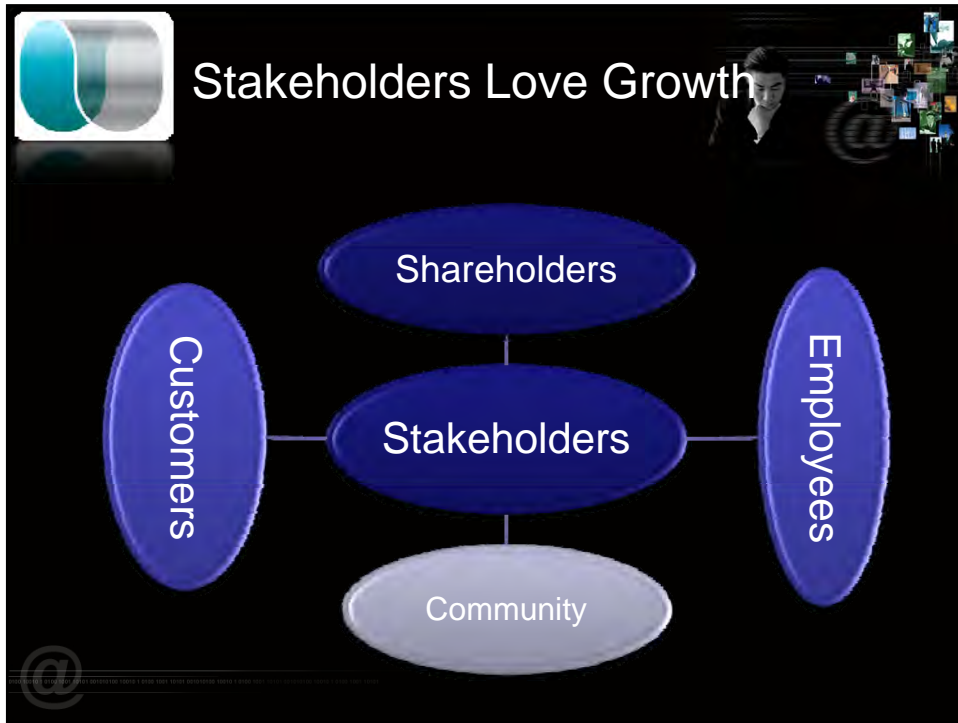 Stakeholders Love Growth
@
Shareholders
Customers
Stakeholders
Employees
Community
@